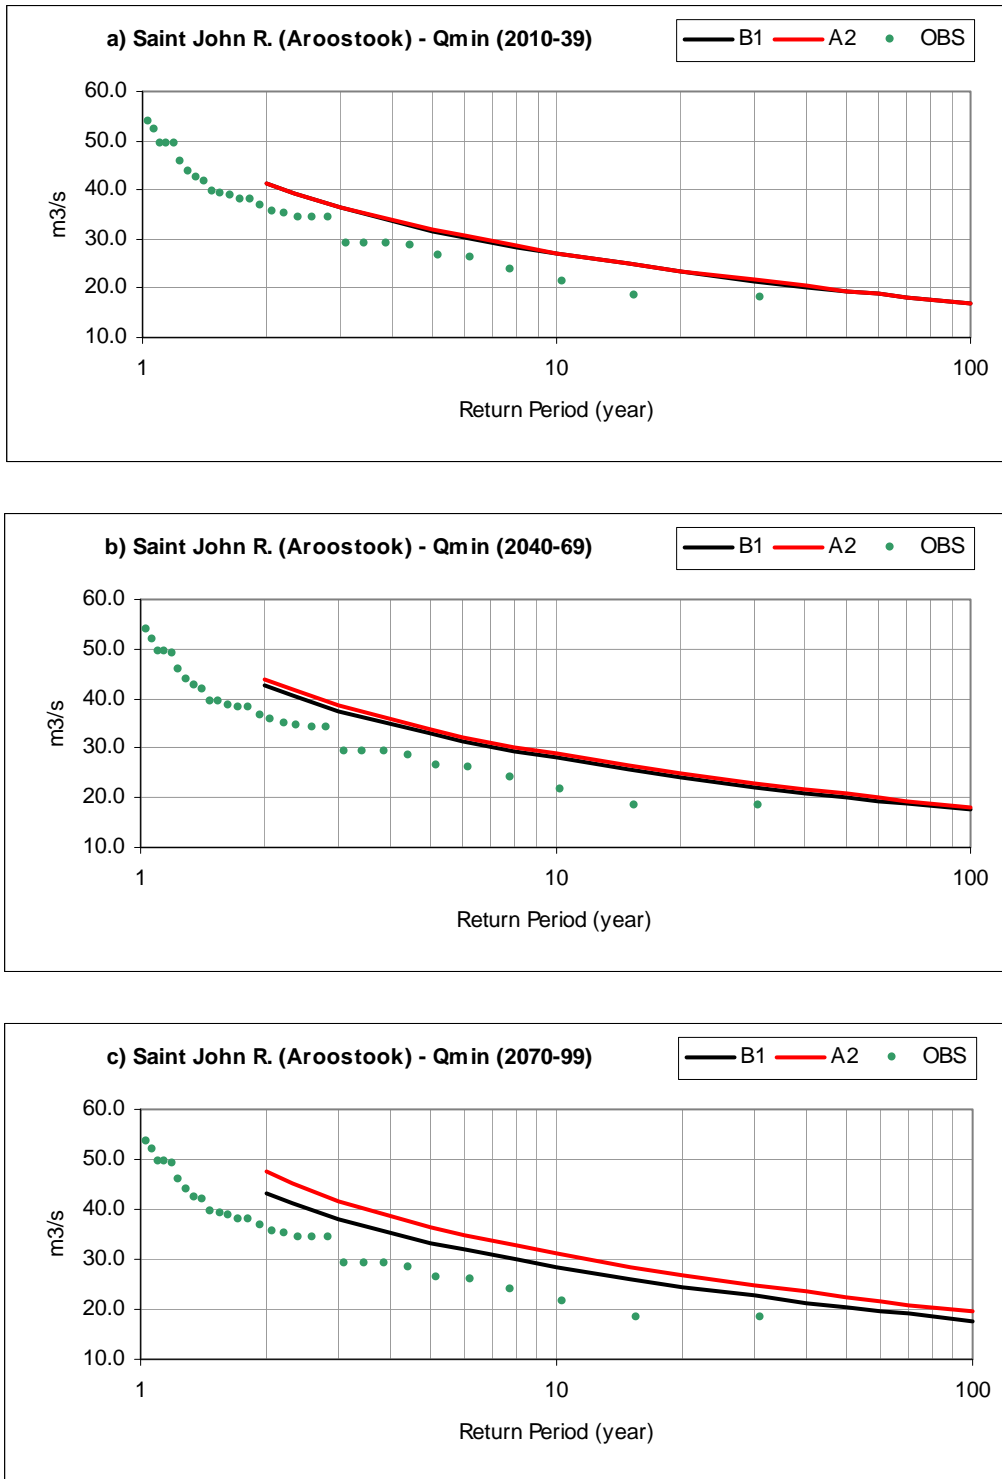 a) Saint John R. (Aroostook) - Qmin (2010-39)
B1 A2 OBS
60.0
50.0
40.0
30.0
20.0
10.0
m3/s
1 10 100
Return Period (year)
b) Saint John R. (Aroostook) - Qmin (2040-69)
B1 A2 OBS
60.0
50.0
40.0
30.0
20.0
10.0
m3/s
1 10 100
Return Period (year)
c) Saint John R. (Aroostook) - Qmin (2070-99)
B1 A2 OBS
60.0
50.0
40.0
30.0
20.0
10.0
m3/s
1 10 100
Return Period (year)